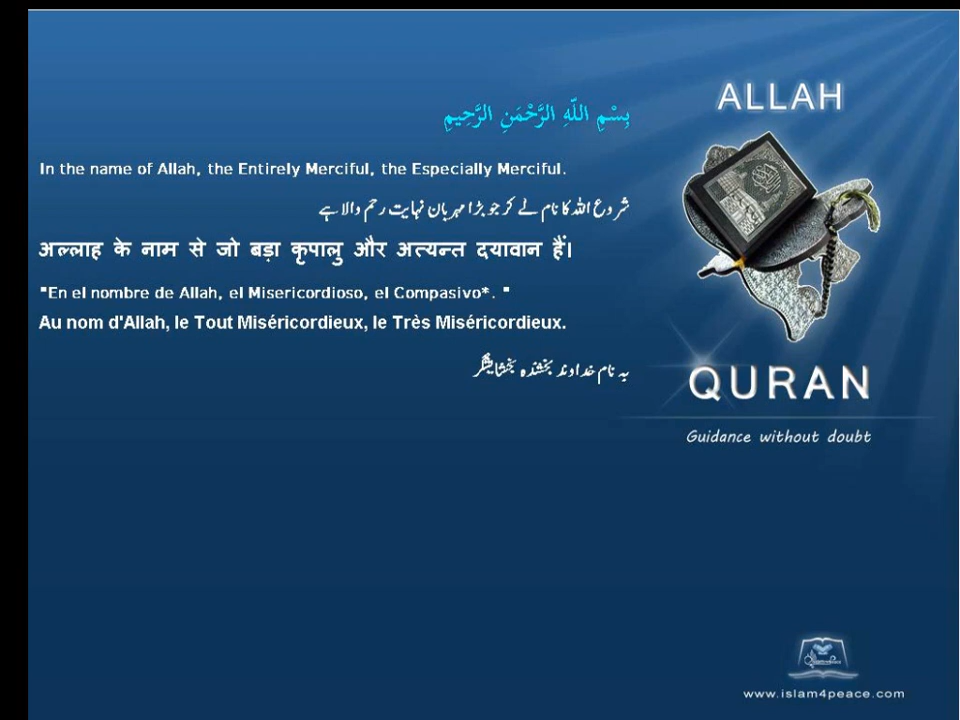 بِسْمِ اللّهِ الرَّحْمَنِ الرَّحِيمِ
In the name of Allah, the Entirely Merciful, the Especially Merciful.
شروع اللہ کا نام لے کر جو بڑا مہربان نہایت رحم والا ہے
अल्लाह के नाम से जो बड़ा कृपालु और अत्यन्त दयावान हैं।
"En el nombre de Allah, el Misericordioso, el Compasivo*. "
Au nom d'Allah, le Tout Miséricordieux, le Très Miséricordieux.
به نام خداوند بخشنده بخشایشگر
ALLAH
QURAN
Guidance without doubt
www.islam4peace.com